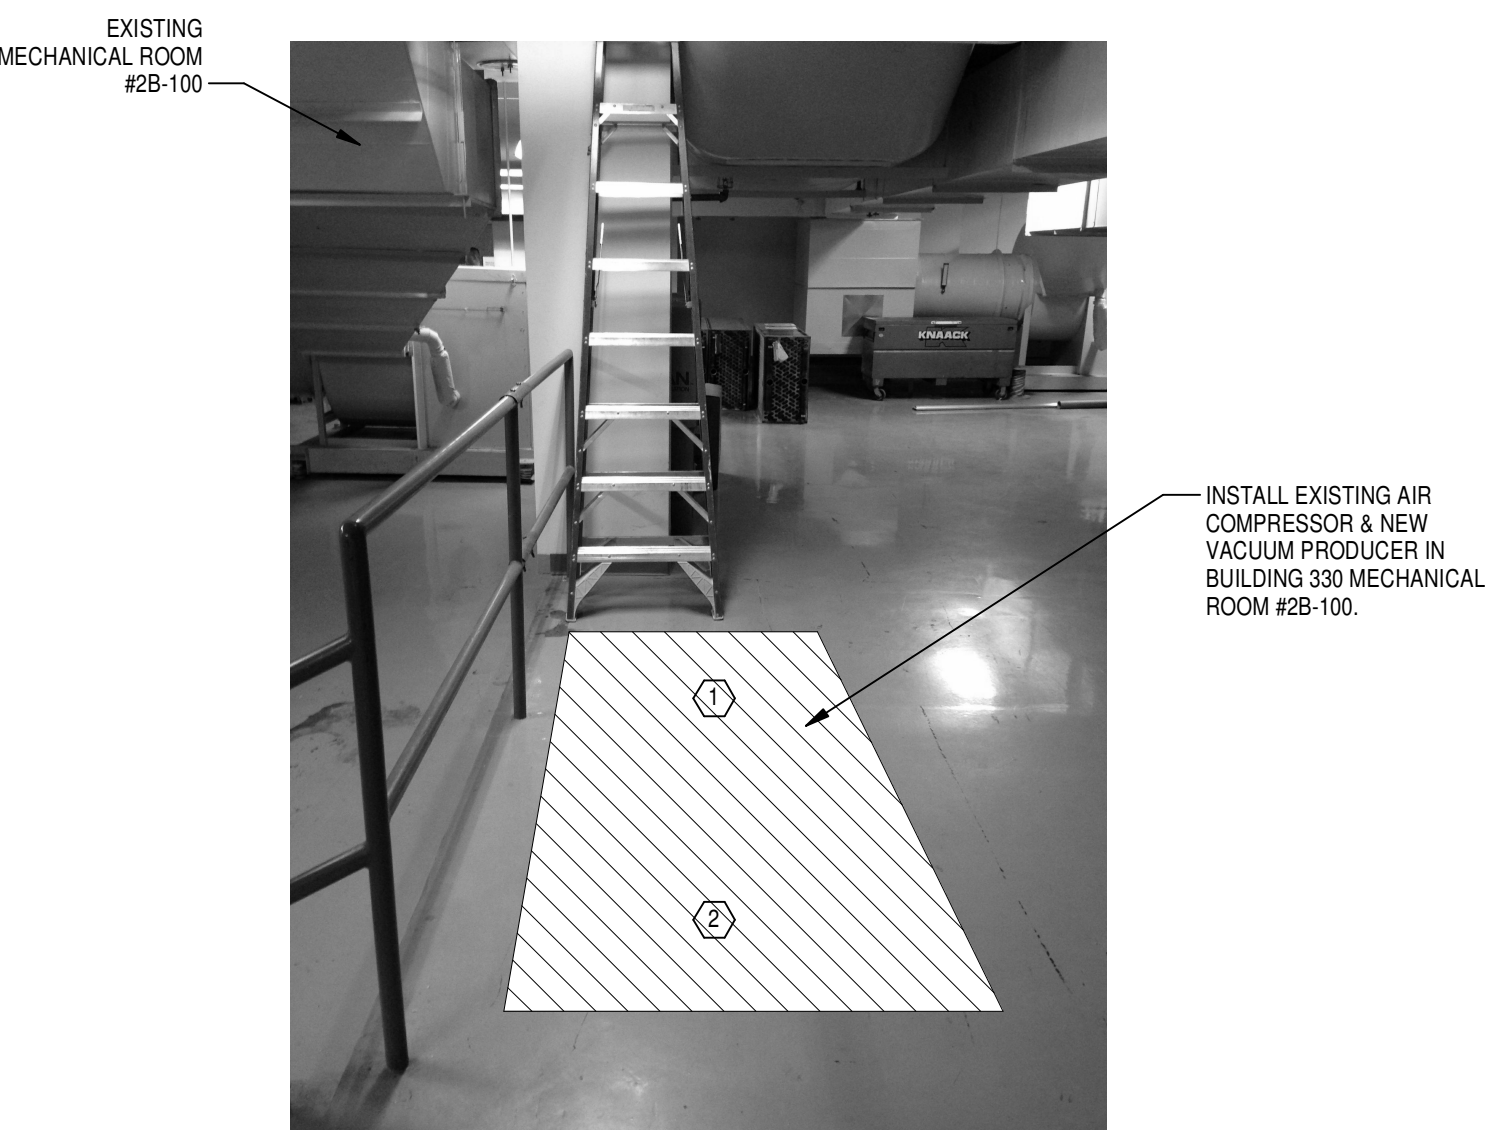 EXISTING
MECHANICAL ROOM
#2B-100
KNAACK
INSTALL EXISTING AIR
COMPRESSOR & NEW
VACUUM PRODUCER IN
BUILDING 330 MECHANICAL
ROOM #2B-100.
1
2